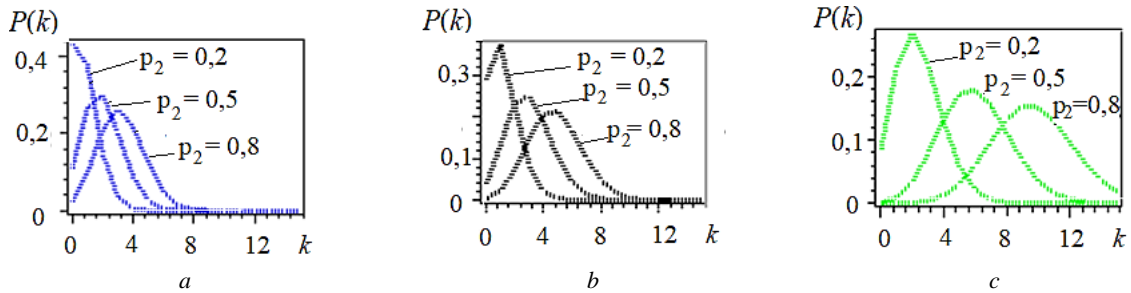 P(k)
0,4
0,2
0
p2 = 0,2
p2 = 0,5
p2 = 0,8
0 4 8 12 k
a
P(k)
0,3
0,1
0
p2 = 0,2
p2 = 0,5
p2 = 0,8
0 4 8 12 k
b
P(k)
0,2
0,1
0
p2= 0,2
p2= 0,5
p2=0,8
0 4 8 12 k
c